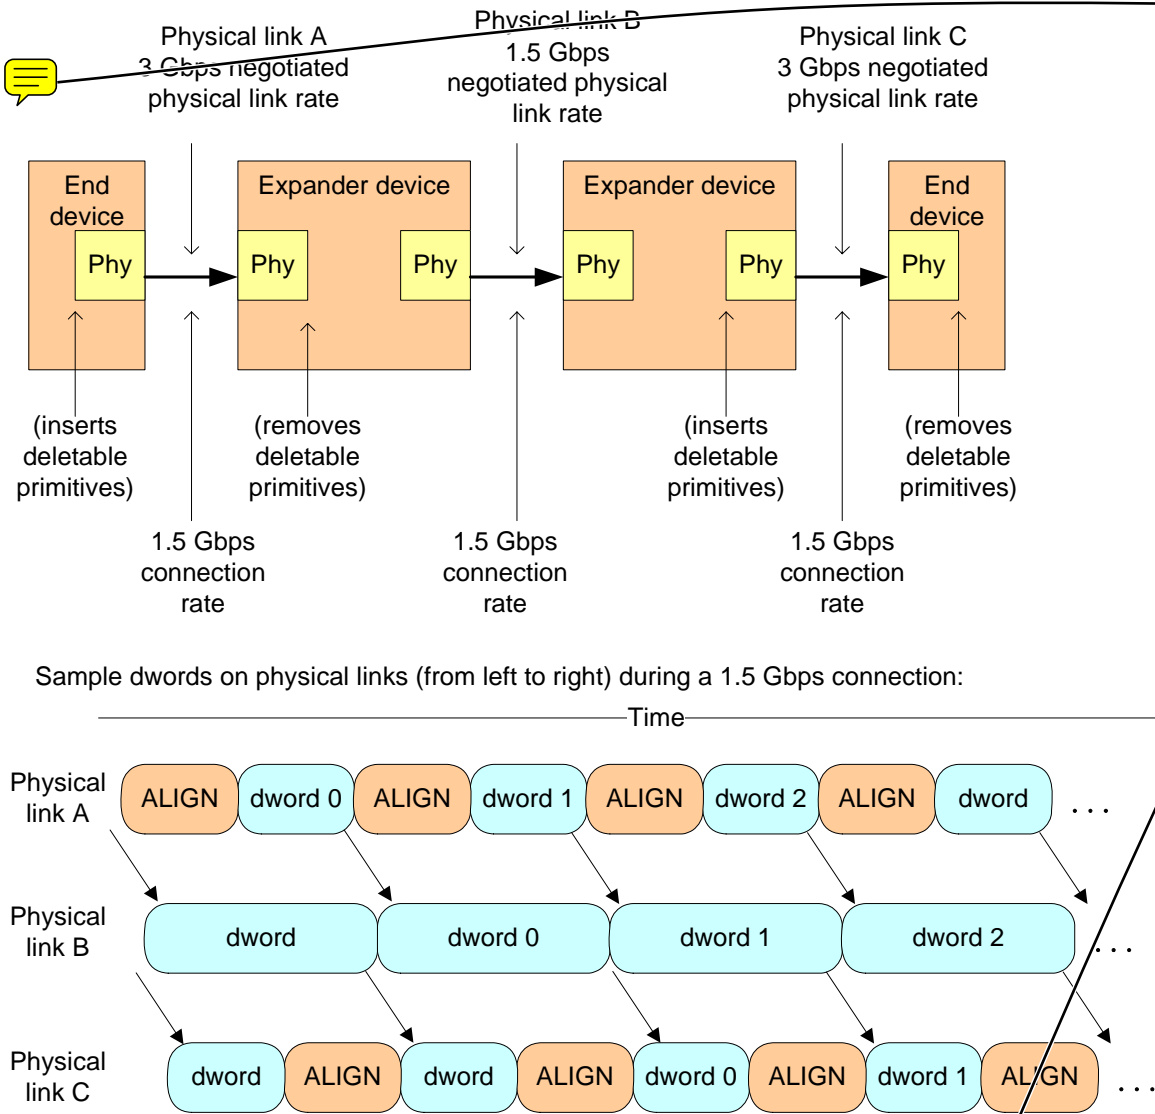 Physical link A
3 Gbps negotiated
physical link rate
Physical link B
1.5 Gbps
negotiated physical
link rate
Physical link C
3 Gbps negotiated
physical link rate
End
device
Expander device
Expander device
End
device
Phy
Phy
Phy
Phy
Phy
Phy
(inserts
deletable
primitives)
(removes
deletable
primitives)
(inserts
deletable
primitives)
(removes
deletable
primitives)
1.5 Gbps
connection
rate
1.5 Gbps
connection
rate
1.5 Gbps
connection
rate
Sample dwords on physical links (from left to right) during a 1.5 Gbps connection:
Time
Physical
link A
ALIGN dword 0 ALIGN dword 1 ALIGN dword 2 ALIGN dword . . .
Physical
link B
dword dword 0 dword 1 dword 2 . . .
Physical
link C
dword ALIGN dword ALIGN dword 0 ALIGN dword 1 ALIGN . . .